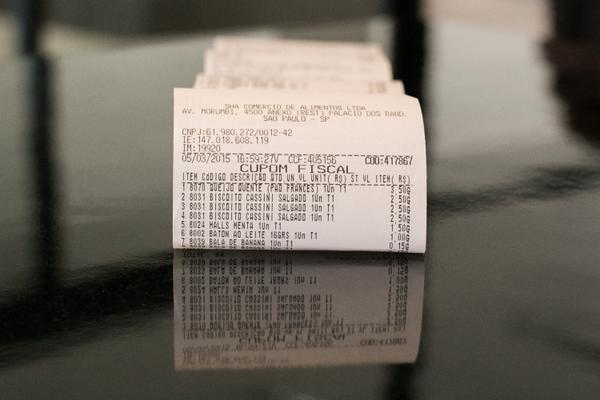 SHA COMERCIO DE ALIMENTOS LTDA
AV. MORUMBI, 4500 ANEXO (REST) PALACIO DOS BAND.
SAO PAULO - SP
CNPJ:61.980.272/0012-42
IE:147.018.608.119
IM:19920
05/03/2015 16:59:27V CCF:405156 COO:417867
CUPOM FISCAL
ITEM CÓDIGO DESCRIÇÃO QTD UN VL UNIT( R$) ST VL ITEM( R$)
1 8070 QUEIJO QUENTE (PAO FRANCES) 1Un T1 3,50G
2 8031 BISCOITO CASSINI SALGADO 1Un T1 2,50G
3 8031 BISCOITO CASSINI SALGADO 1Un T1 2,50G
4 8031 BISCOITO CASSINI SALGADO 1Un T1 2,50G
5 8024 HALLS MENTA 1Un T1 1,50G
6 8002 BATON AO LEITE 16GRS 1Un T1 1,00G
7 8039 BALA DE BANANA 1Un T1 0,15G